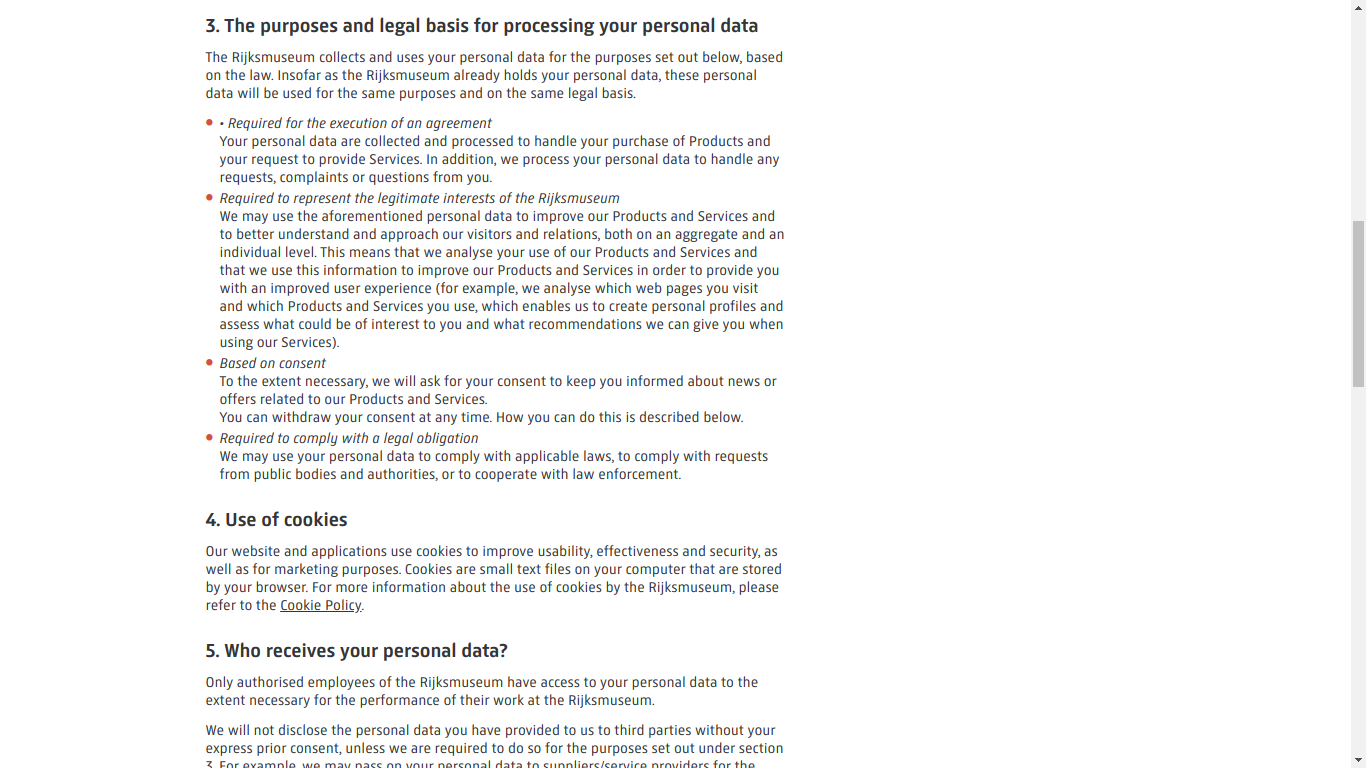 3. The purposes and legal basis for processing your personal data
The Rijksmuseum collects and uses your personal data for the purposes set out below, based
on the law. Insofar as the Rijksmuseum already holds your personal data, these personal
data will be used for the same purposes and on the same legal basis.
• • Required for the execution of an agreement
Your personal data are collected and processed to handle your purchase of Products and
your request to provide Services. In addition, we process your personal data to handle any
requests, complaints or questions from you.
• Required to represent the legitimate interests of the Rijksmuseum
We may use the aforementioned personal data to improve our Products and Services and
to better understand and approach our visitors and relations, both on an aggregate and an
individual level. This means that we analyse your use of our Products and Services and
that we use this information to improve our Products and Services in order to provide you
with an improved user experience (for example, we analyse which web pages you visit
and which Products and Services you use, which enables us to create personal profiles and
assess what could be of interest to you and what recommendations we can give you when
using our Services).
• Based on consent
To the extent necessary, we will ask for your consent to keep you informed about news or
offers related to our Products and Services.
You can withdraw your consent at any time. How you can do this is described below.
• Required to comply with a legal obligation
We may use your personal data to comply with applicable laws, to comply with requests
from public bodies and authorities, or to cooperate with law enforcement.
4. Use of cookies
Our website and applications use cookies to improve usability, effectiveness and security, as
well as for marketing purposes. Cookies are small text files on your computer that are stored
by your browser. For more information about the use of cookies by the Rijksmuseum, please
refer to the Cookie Policy.
5. Who receives your personal data?
Only authorised employees of the Rijksmuseum have access to your personal data to the
extent necessary for the performance of their work at the Rijksmuseum.
We will not disclose the personal data you have provided to us to third parties without your
express prior consent, unless we are required to do so for the purposes set out under section
3. For example, we may pass on your personal data to suppliers/service providers for the